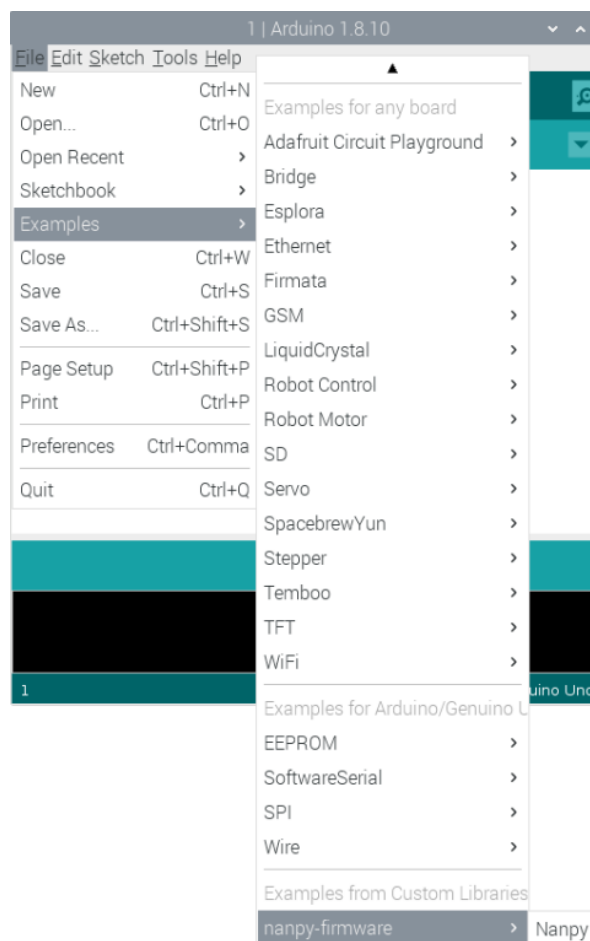 1 | Arduino 1.8.10
File Edit Sketch Tools Help
New Ctrl+N
Open... Ctrl+O
Open Recent
Sketchbook
Examples
Close Ctrl+W
Save Ctrl+S
Save As... Ctrl+Shift+S
Page Setup Ctrl+Shift+P
Print Ctrl+P
Preferences Ctrl+Comma
Quit Ctrl+Q
Examples for any board
Adafruit Circuit Playground
Bridge
Esplora
Ethernet
Firmata
GSM
LiquidCrystal
Robot Control
Robot Motor
SD
Servo
SpacebrewYun
Stepper
Temboo
TFT
WiFi
Examples for Arduino/Genuino U
EEPROM
SoftwareSerial
SPI
Wire
Examples from Custom Libraries
nanpy-firmware
Nanpy
1
uino Uno